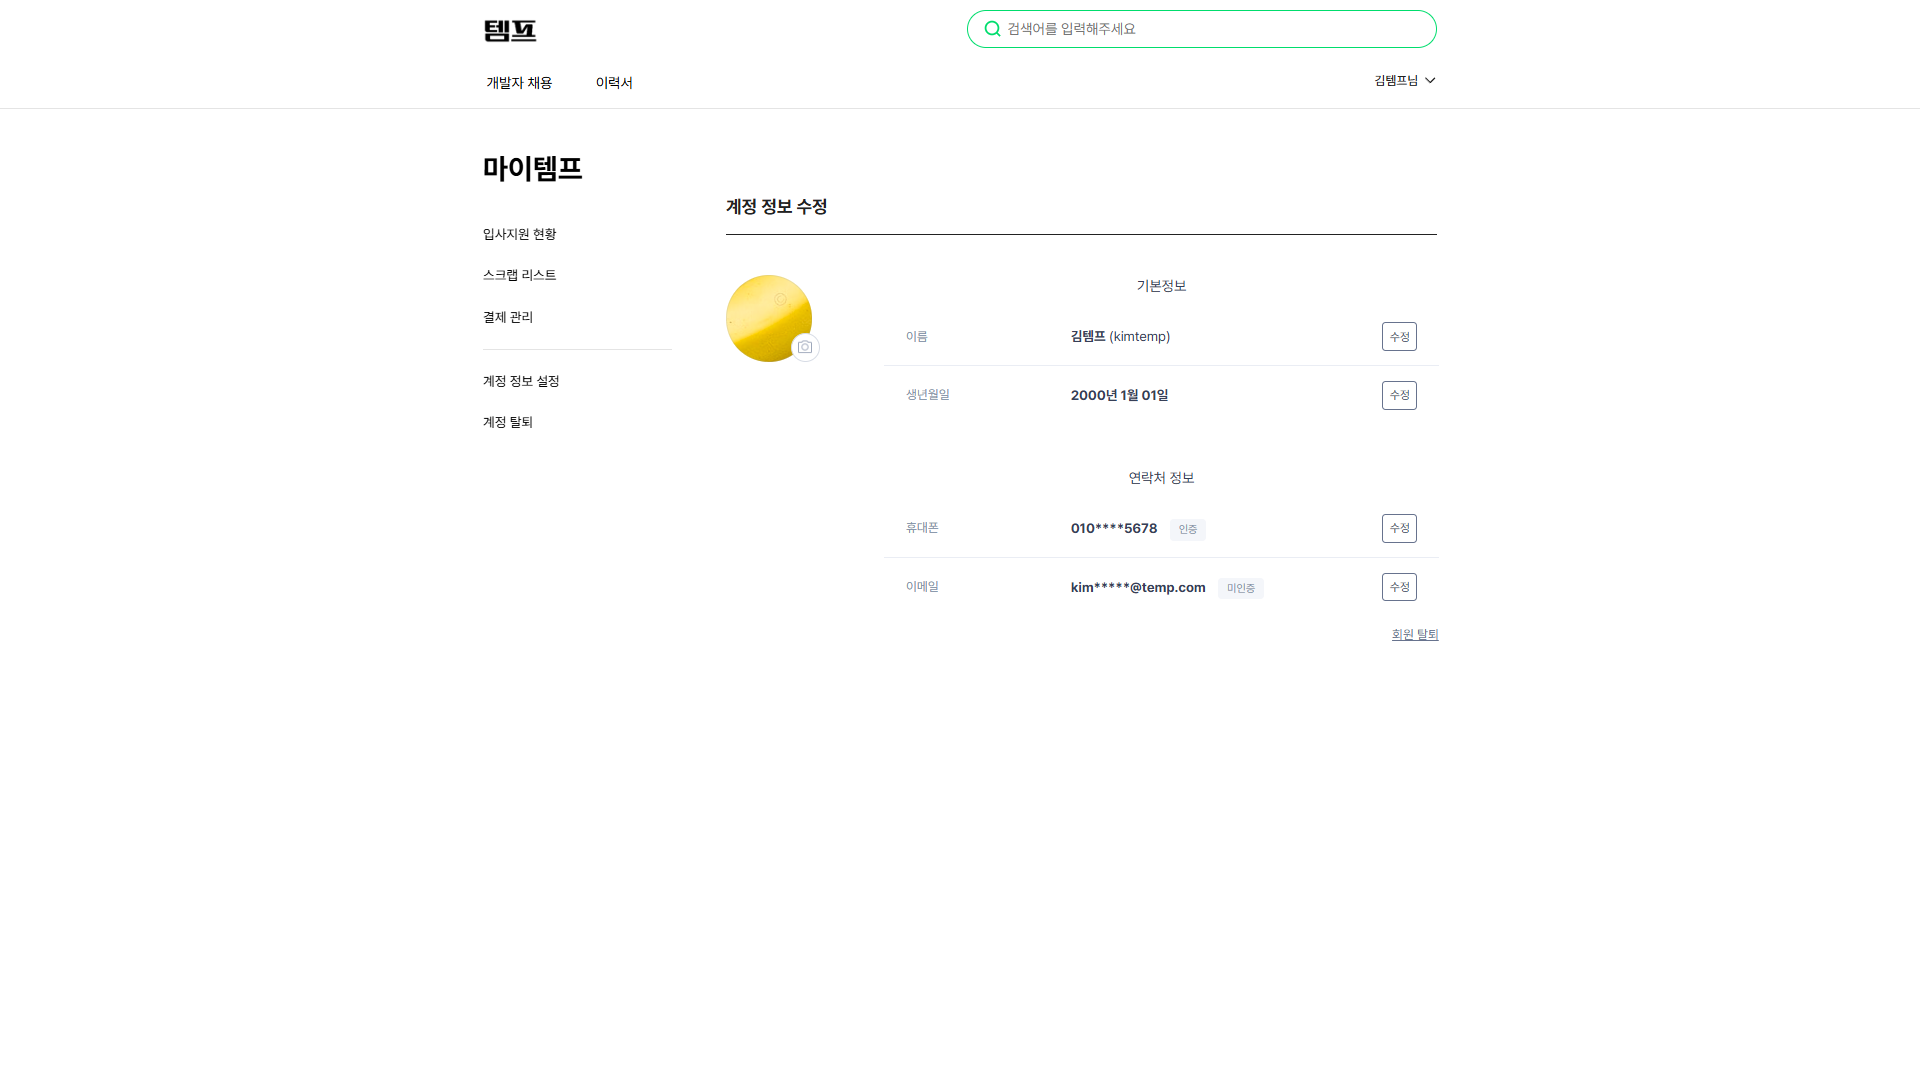 템프
검색어를 입력해주세요
개발자 채용
이력서
김템프님
마이템프
입사지원 현황
스크랩 리스트
결제 관리
계정 정보 설정
계정 탈퇴
계정 정보 수정
기본정보
이름 김템프 (kimtemp) 수정
생년월일 2000년 1월 01일 수정
연락처 정보
휴대폰 010****5678 인증 수정
이메일 kim*****@temp.com 미인증 수정
회원 탈퇴